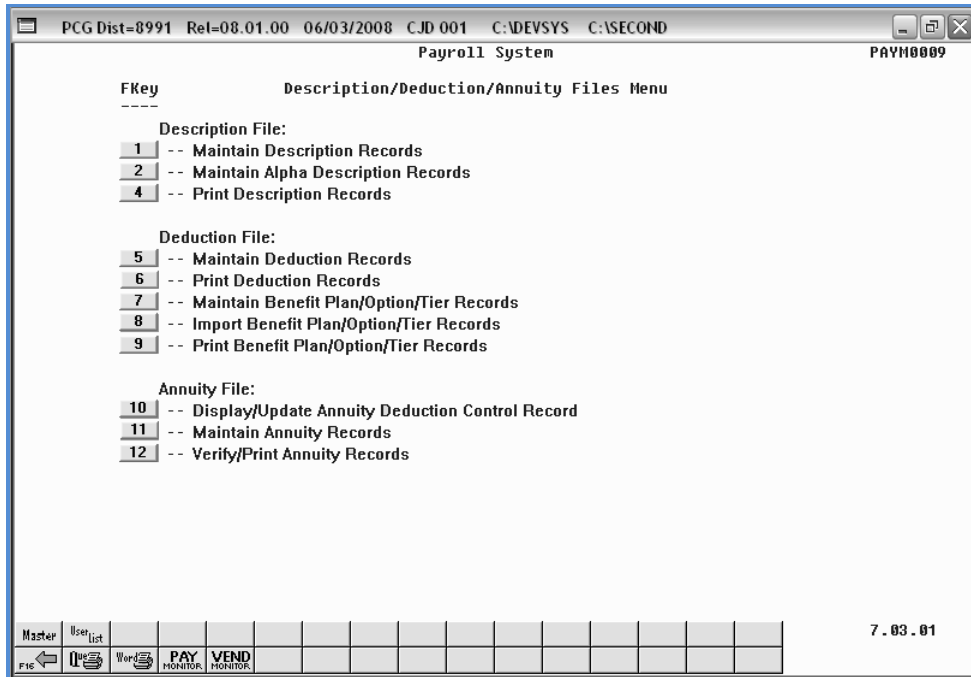 PCG Dist=8991 Rel=08.01.00 06/03/2008 CJD 001 C:\DEVSYS C:\SECOND
Payroll System PAYM0009
FKey Description/Deduction/Annuity Files Menu
----
Description File:
1 -- Maintain Description Records
2 -- Maintain Alpha Description Records
4 -- Print Description Records
Deduction File:
5 -- Maintain Deduction Records
6 -- Print Deduction Records
7 -- Maintain Benefit Plan/Option/Tier Records
8 -- Import Benefit Plan/Option/Tier Records
9 -- Print Benefit Plan/Option/Tier Records
Annuity File:
10 -- Display/Update Annuity Deduction Control Record
11 -- Maintain Annuity Records
12 -- Verify/Print Annuity Records
Master User list 7.03.01
F16 Que Word PAY MONITOR VEND MONITOR